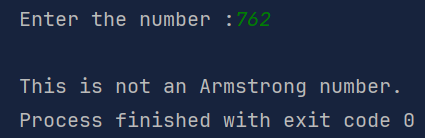 Enter the number :762
This is not an Armstrong number.
Process finished with exit code 0